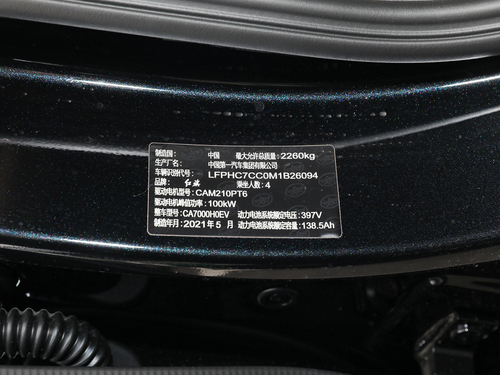 制造国: 中国 最大允许总质量: 2260kg
生产厂名: 中国第一汽车集团有限公司
车辆识别代号: LFPHC7CC0M1B26094
品牌: 红旗 乘坐人数: 4
驱动电机型号: CAM210PT6
驱动电机峰值功率: 100kW
整车型号: CA7000H0EV 动力电池系统额定电压: 397V
制造年月: 2021年5月 动力电池系统额定容量: 138.5Ah